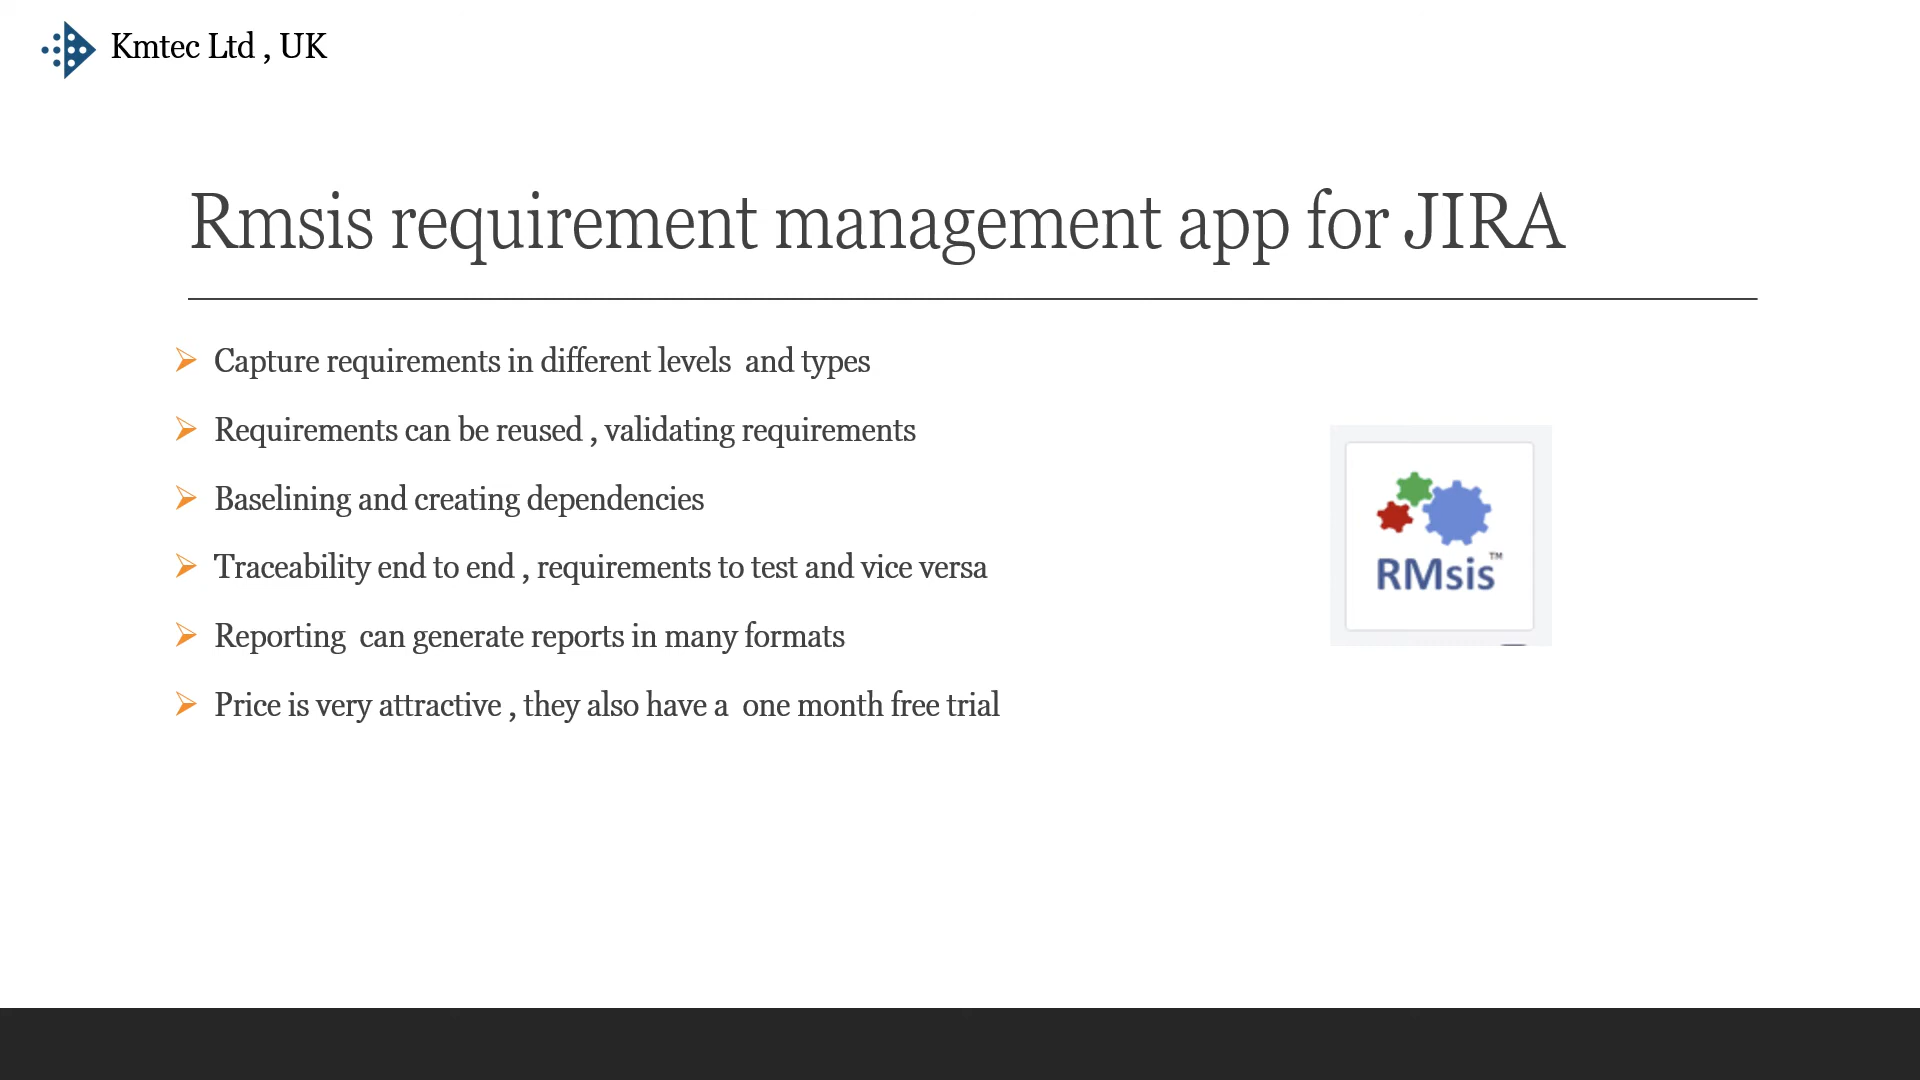 Kmtec Ltd , UK
Rmsis requirement management app for JIRA
Capture requirements in different levels  and types
Requirements can be reused , validating requirements
Baselining and creating dependencies
Traceability end to end , requirements to test and vice versa
Reporting  can generate reports in many formats
Price is very attractive , they also have a  one month free trial
RMsis™